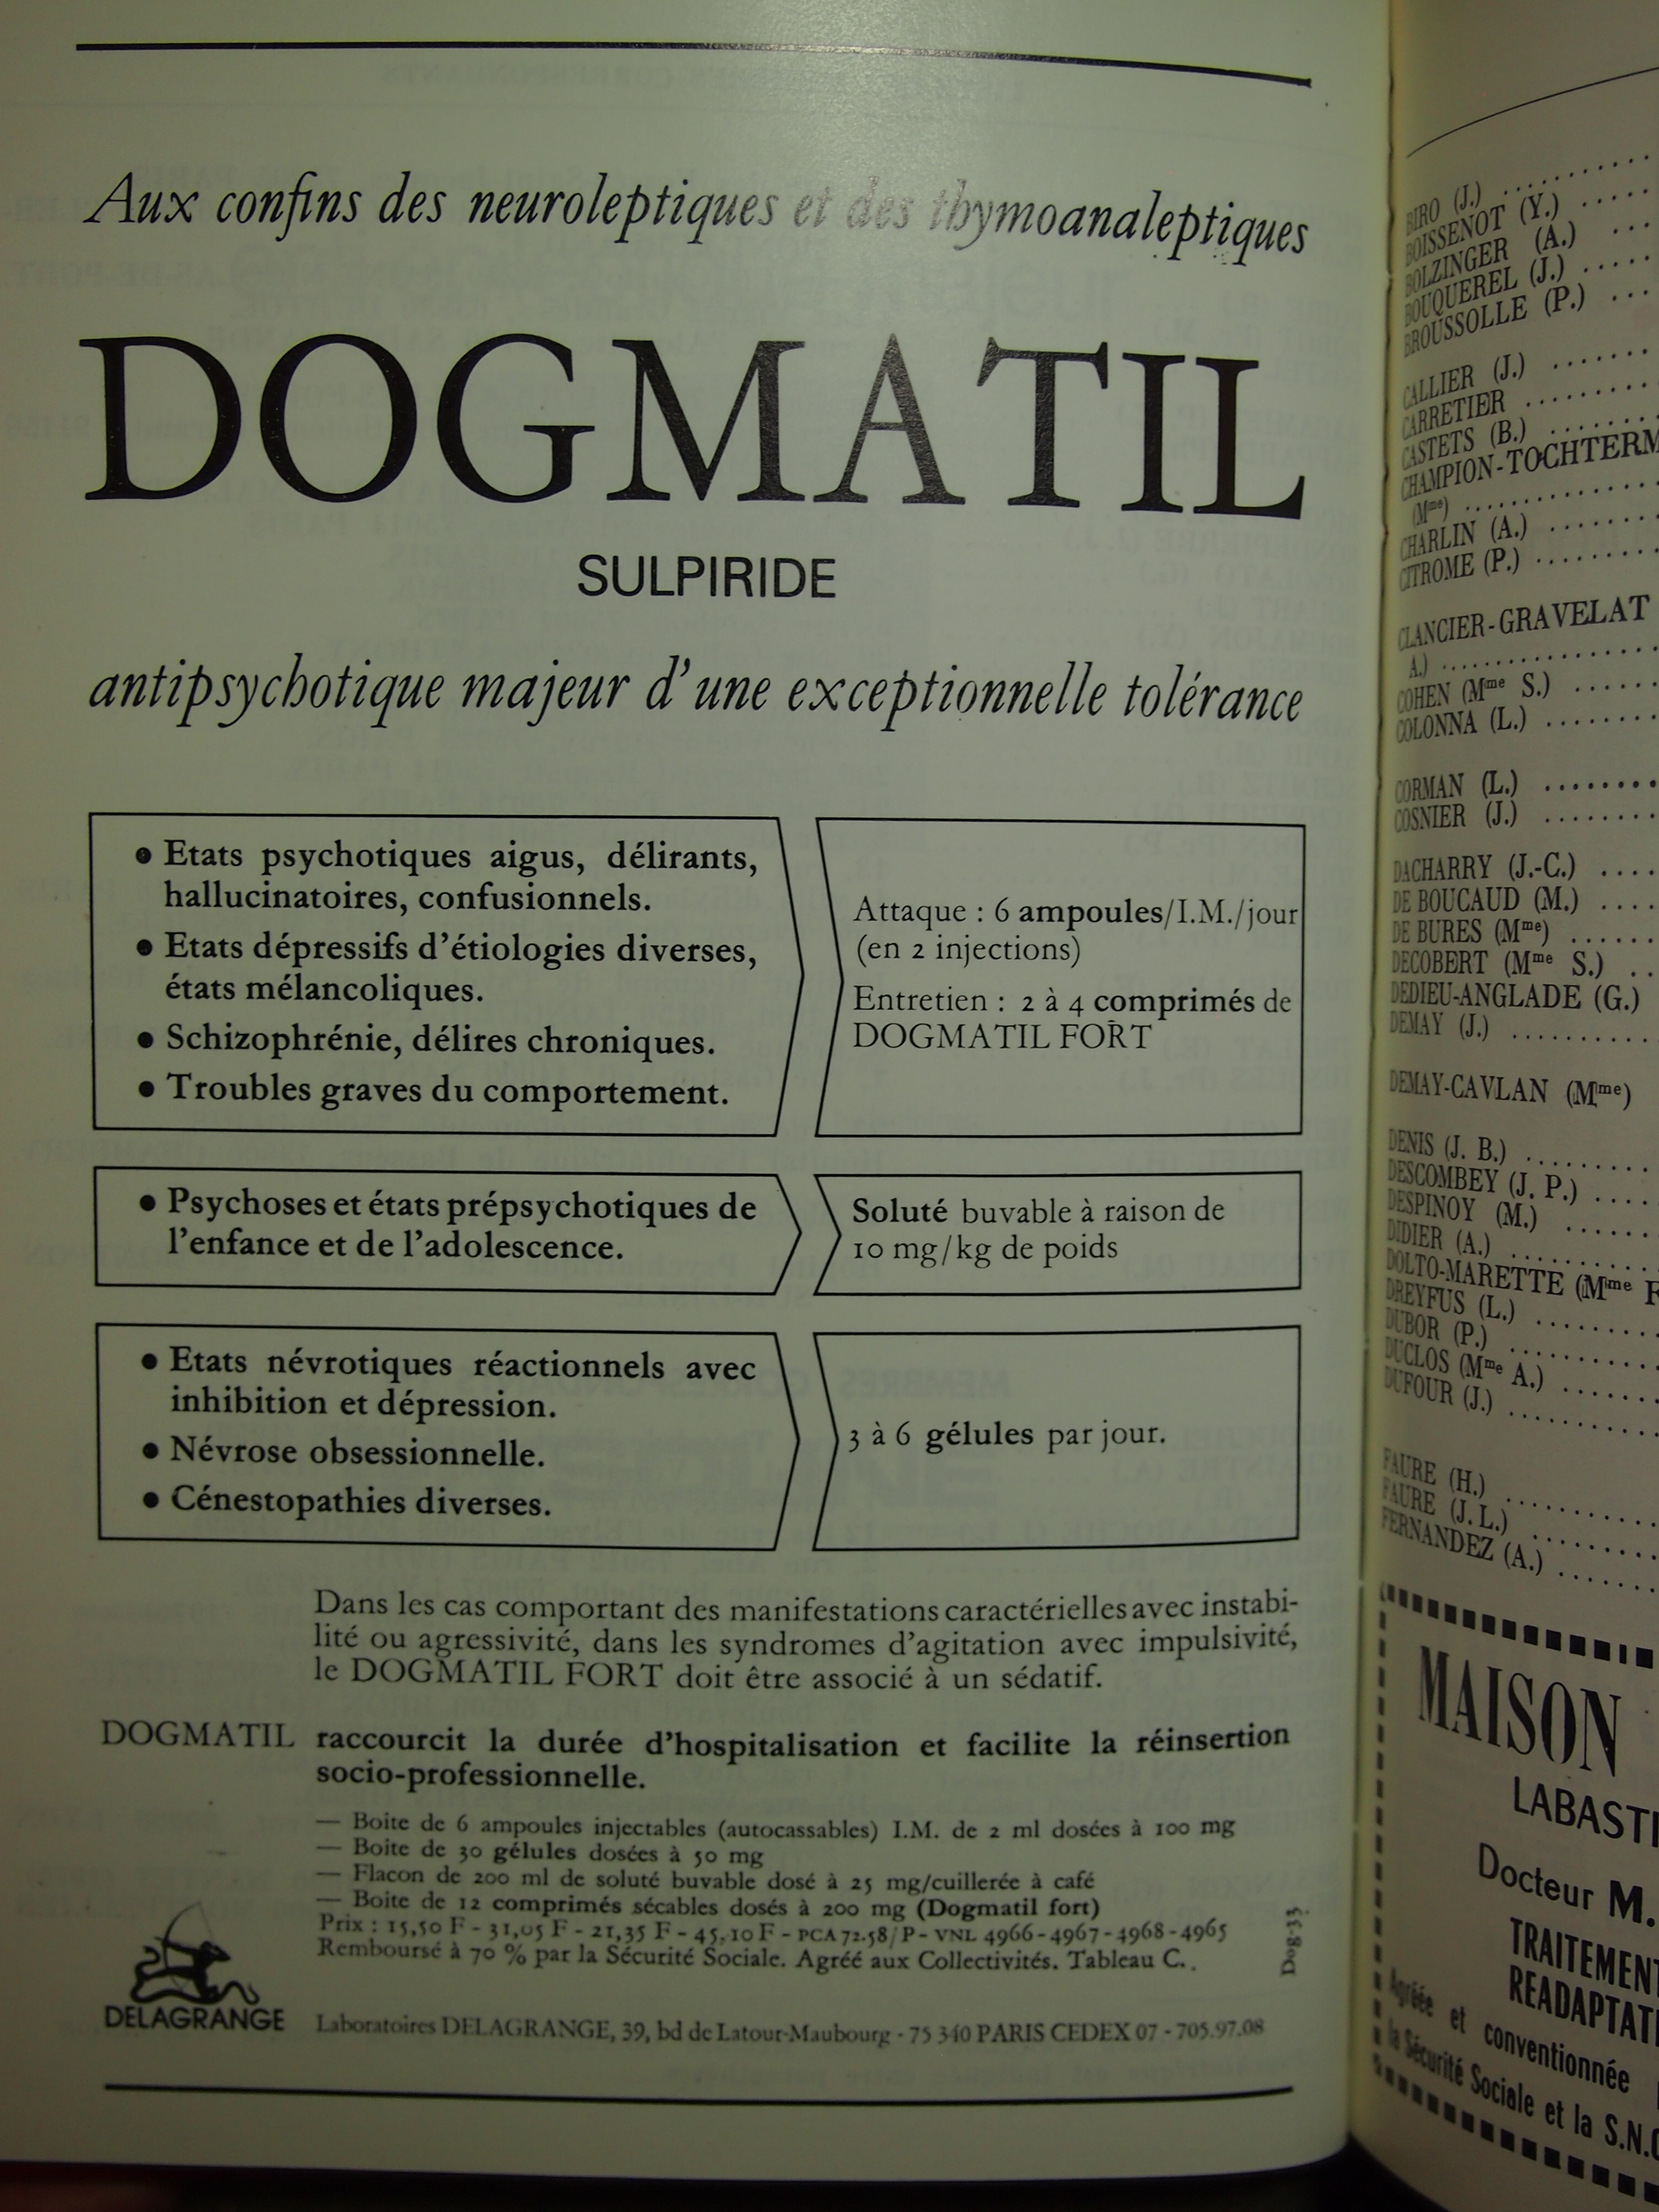 Aux confins des neuroleptiques et des thymoanaleptiques
DOGMATIL
SULPIRIDE
antipsychotique majeur d'une exceptionnelle tolérance
• Etats psychotiques aigus, délirants,
hallucinatoires, confusionnels.
• Etats dépressifs d'étiologies diverses,
états mélancoliques.
• Schizophrénie, délires chroniques.
• Troubles graves du comportement.
Attaque : 6 ampoules/I.M./jour
(en 2 injections)
Entretien : 2 à 4 comprimés de
DOGMATIL FORT
• Psychoses et états prépsychotiques de
l'enfance et de l'adolescence.
Soluté buvable à raison de
10 mg/kg de poids
• Etats névrotiques réactionnels avec
inhibition et dépression.
• Névrose obsessionnelle.
• Cénestopathies diverses.
3 à 6 gélules par jour.
Dans les cas comportant des manifestations caractérielles avec instabi-
lité ou agressivité, dans les syndromes d'agitation avec impulsivité,
le DOGMATIL FORT doit être associé à un sédatif.
DOGMATIL raccourcit la durée d'hospitalisation et facilite la réinsertion
socio-professionnelle.
— Boite de 6 ampoules injectables (autocassables) I.M. de 2 ml dosées à 100 mg
— Boite de 30 gélules dosées à 50 mg
— Flacon de 200 ml de soluté buvable dosé à 25 mg/cuillerée à café
— Boite de 12 comprimés sécables dosés à 200 mg (Dogmatil fort)
Prix : 15,50 F - 31,05 F - 21,35 F - 45,10 F - PCA 72.58/P - VNL 4966 - 4967 - 4968 - 4965
Remboursé à 70 % par la Sécurité Sociale. Agréé aux Collectivités. Tableau C.
Dog-33
DELAGRANGE
Laboratoires DELAGRANGE, 39, bd de Latour-Maubourg - 75 340 PARIS CEDEX 07 - 705.97.08
BIRO (J.) ..........
BOISSENOT (Y.) .....
BOLZINGER (A.) ...
BOUQUEREL (J.) .....
BROUSSOLLE (P.) ...
CALLIER (J.) ........
CARRETIER ..........
CASTETS (B.) ........
CHAMPION-TOCHTERM
(Mme) ..............
CHARLIN (A.) ........
CITROME (P.) ........
CLANCIER-GRAVELAT
A.) ................
COHEN (Mme S.) ......
COLONNA (L.) ........
CORMAN (L.) ........
COSNIER (J.) ........
DACHARRY (J.-C.) ....
DE BOUCAUD (M.) ....
DE BURES (Mme) ......
DECOBERT (Mme S.) ..
DEDIEU-ANGLADE (G.)
DEMAY (J.) ..........
DEMAY-CAVLAN (Mme)
DENIS (J. B.) .........
DESCOMBEY (J. P.) ....
DESPINOY (M.) ......
DIDIER (A.) ..........
DOLTO-MARETTE (Mme F
DREYFUS (L.) ........
DUBOR (P.) ..........
DUCLOS (Mme A.) ......
DUFOUR (J.) ..........
FAURE (H.) ..........
FAURE (J. L.) ........
FERNANDEZ (A.) ......
MAISON
LABASTI
Docteur M.
TRAITEMENT
READAPTATI
Agréée et conventionnée
la Sécurité Sociale et la S.N.C